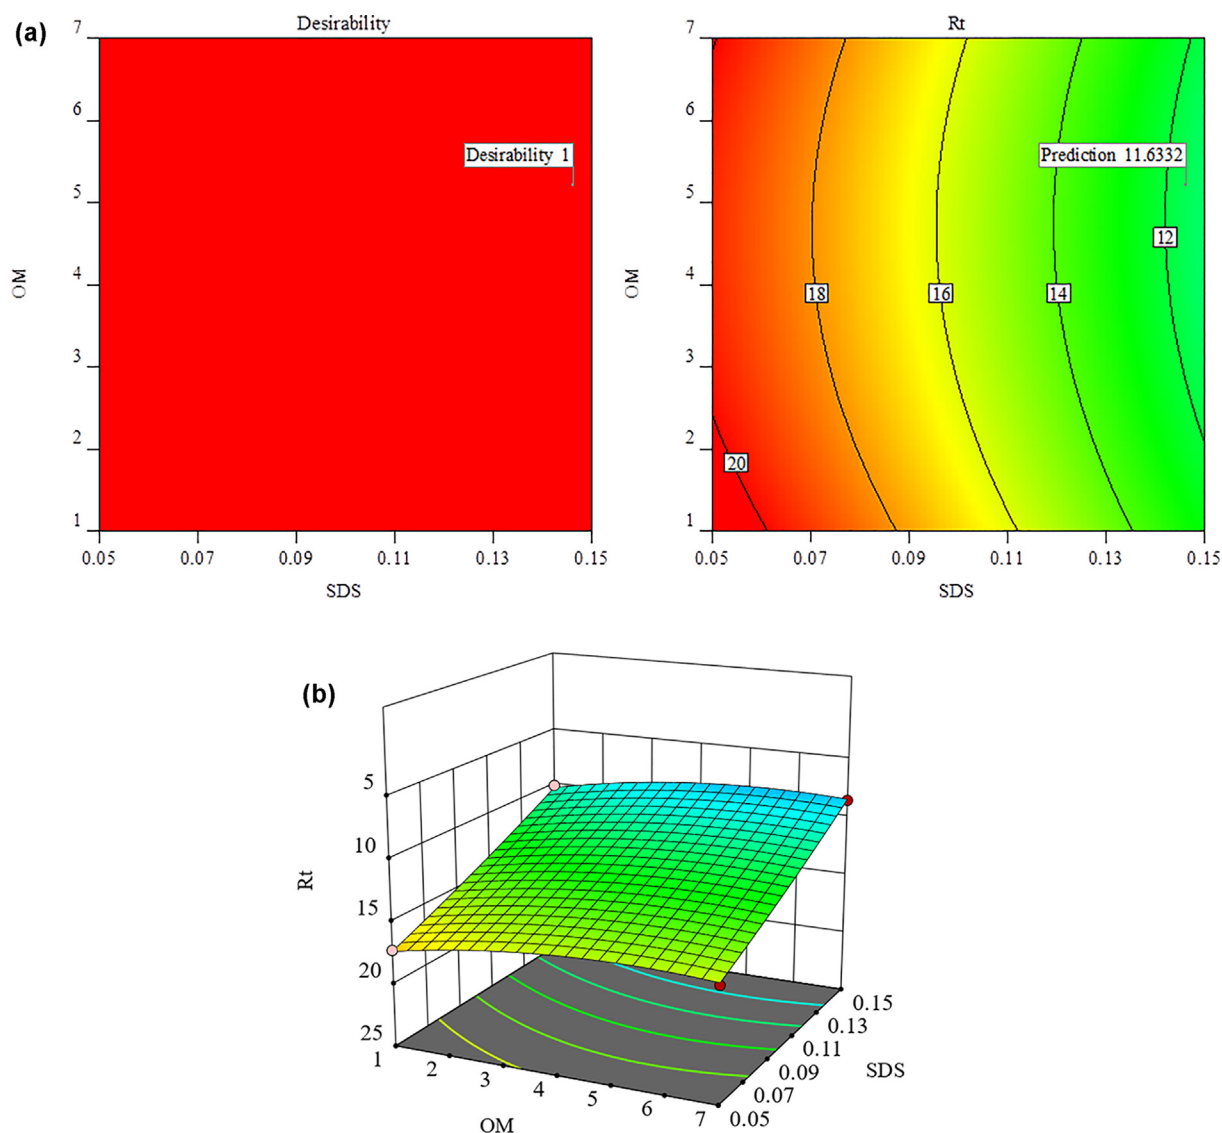 (a)
Desirability
7
6
5
4
3
2
1
OM
Desirability 1
0.05 0.07 0.09 0.11 0.13 0.15
SDS
Rt
7
6
5
4
3
2
1
OM
Prediction 11.6332
12
18
16
14
20
0.05 0.07 0.09 0.11 0.13 0.15
SDS
(b)
5
10
15
20
25
Rt
1
2
3
4
5
6
7
OM
0.15
0.13
0.11
0.09
0.07
0.05
SDS